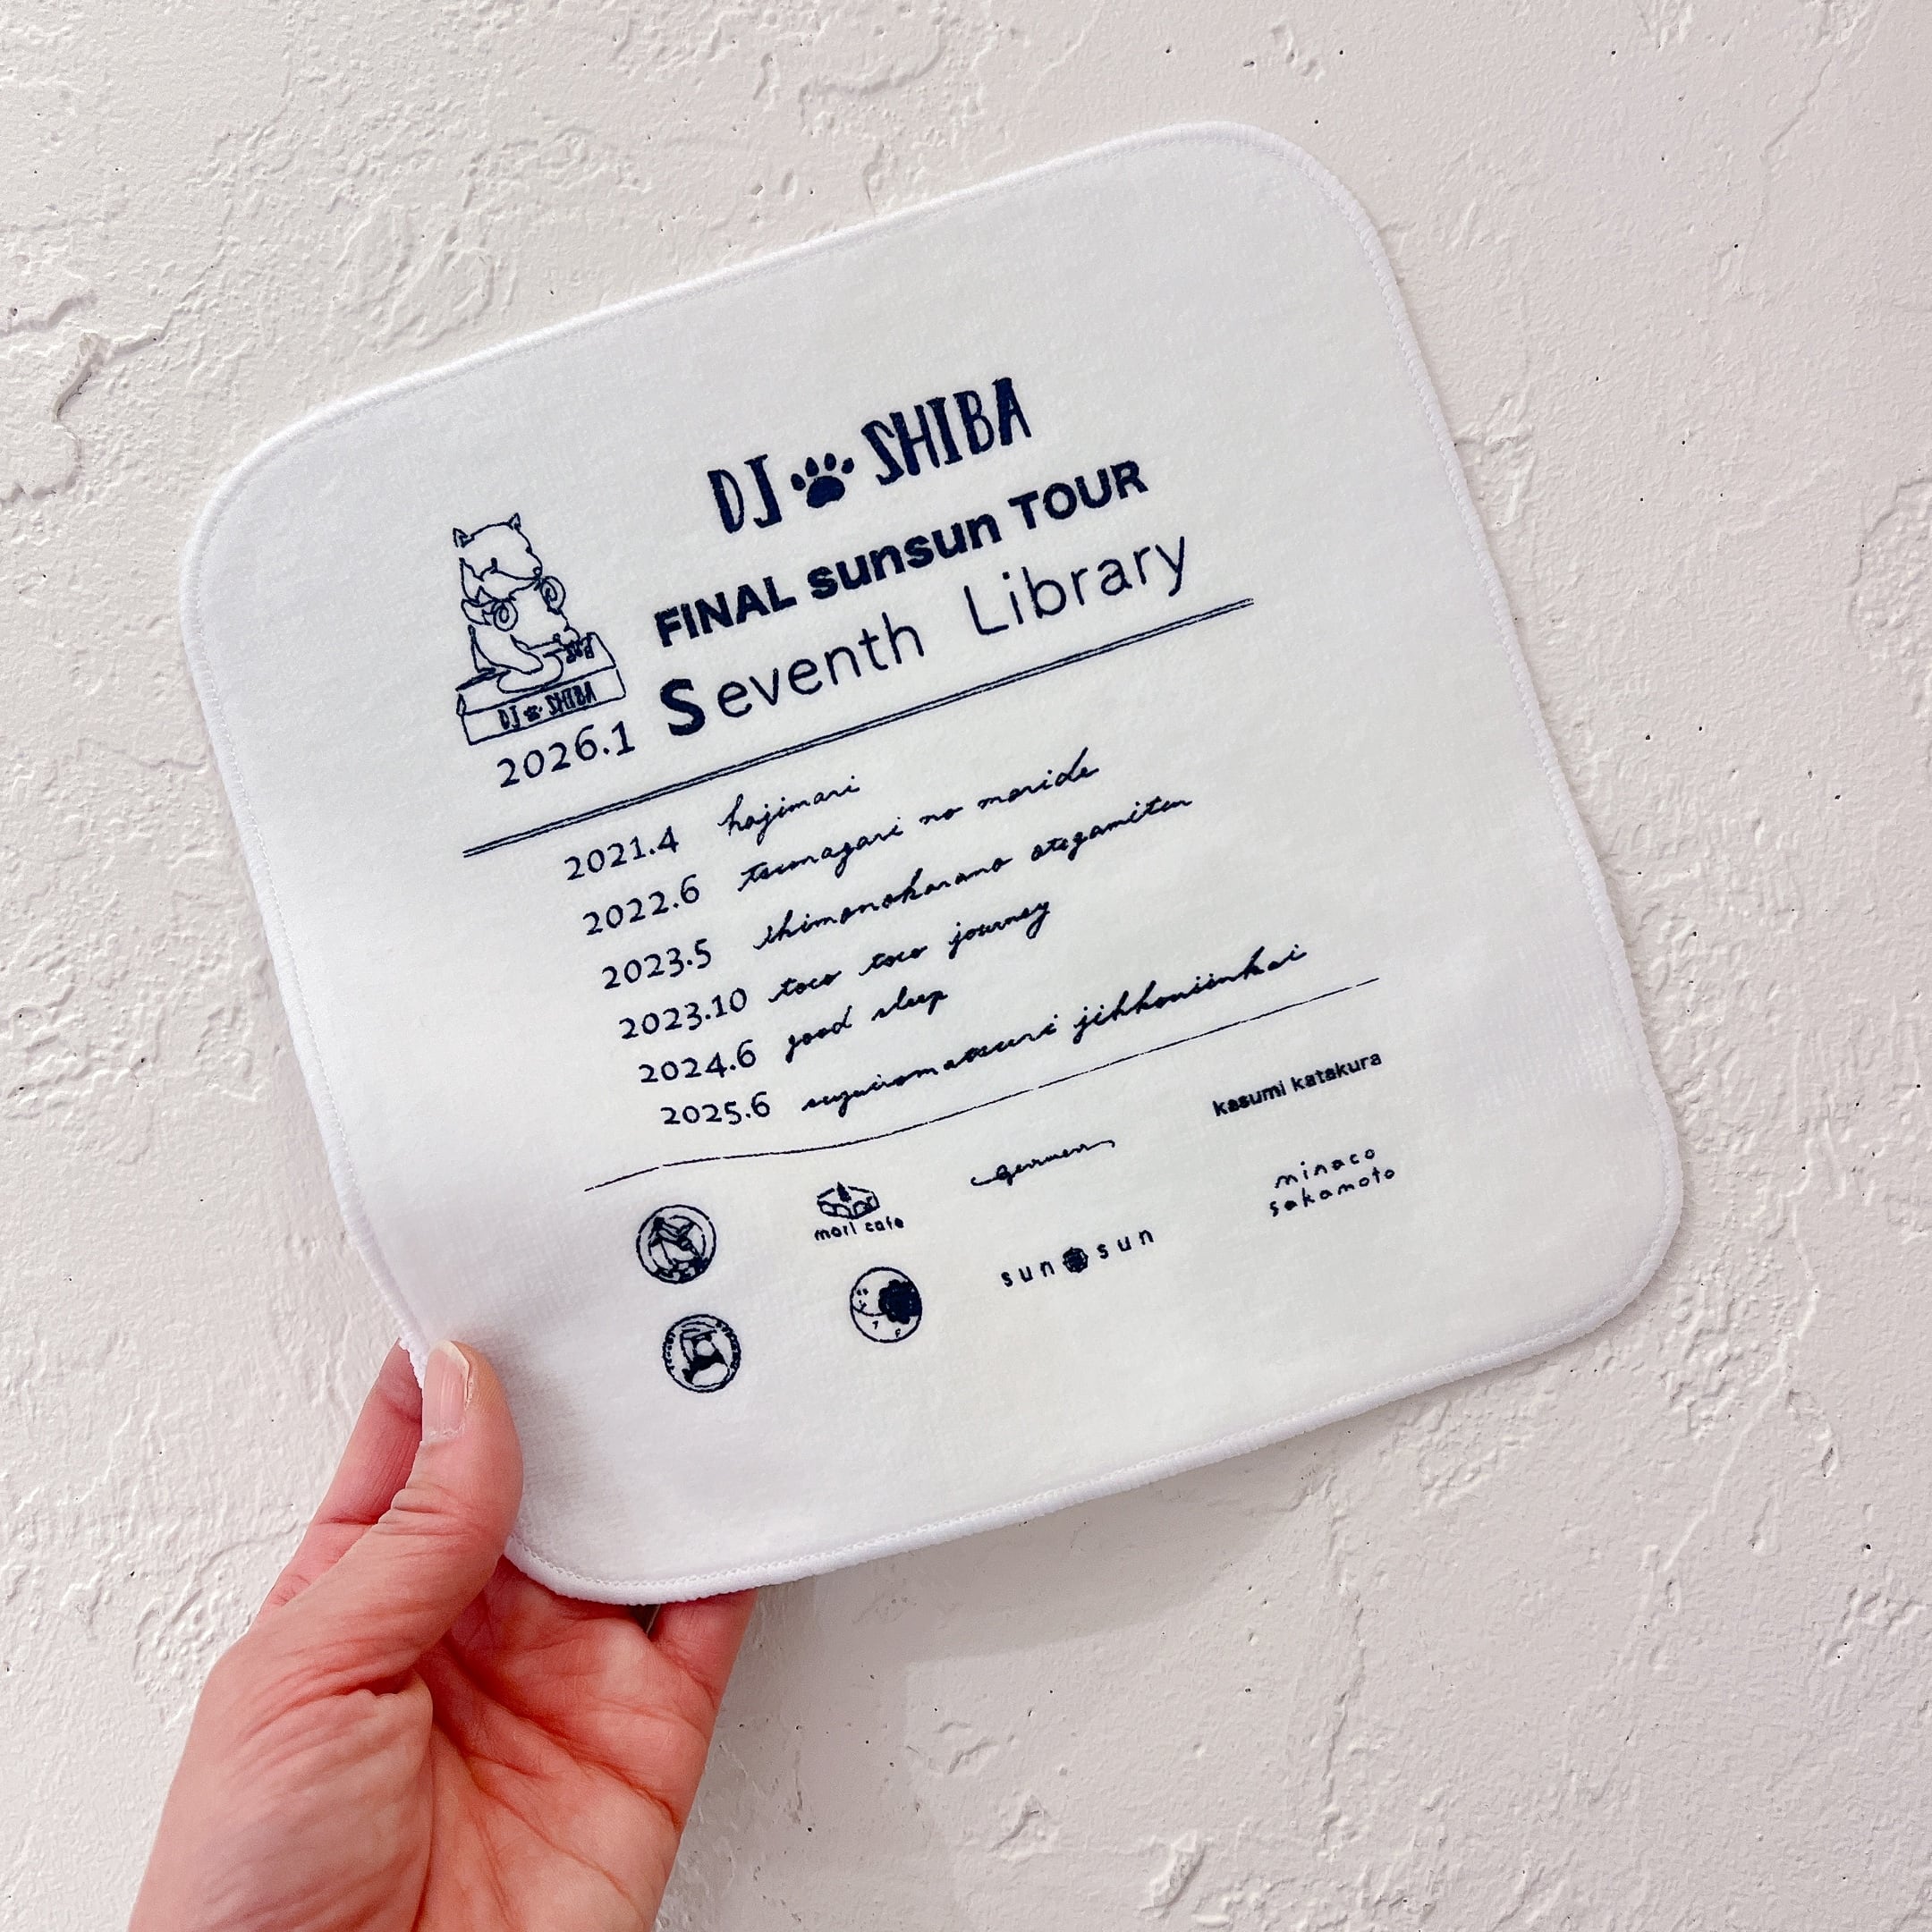 DJ SHIBA
FINAL sunsun TOUR
DJ SHIBA
2026.1 Seventh Library
2021.4 hajimari
2022.6 tsunagari no moride
2023.5 shimonokarano otegamiten
2023.10 toco toco journey
2024.6 good sleep
2025.6 jikkouiinkai
mori cafe
kasumi katakura
minaco
sakamoto
sun sun